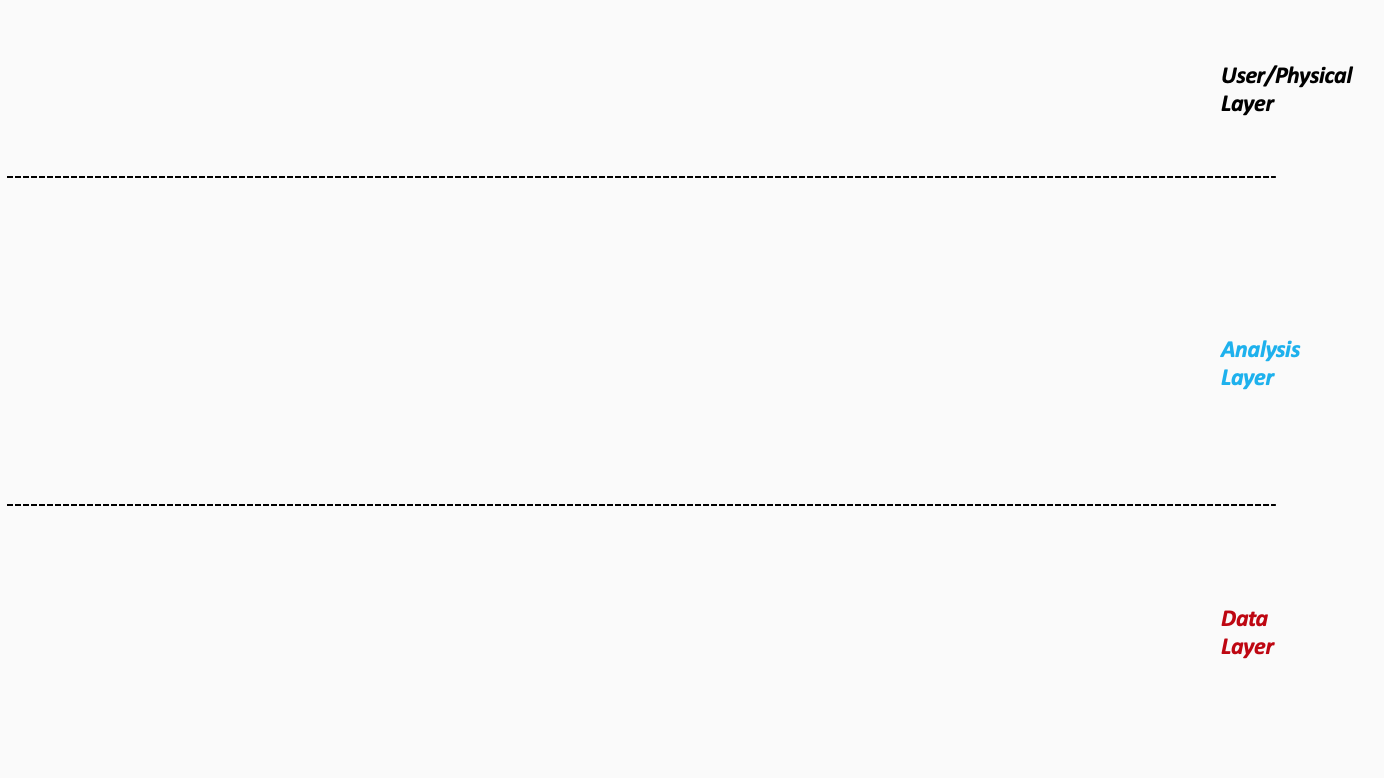 User/Physical
Layer
Analysis
Layer
Data
Layer